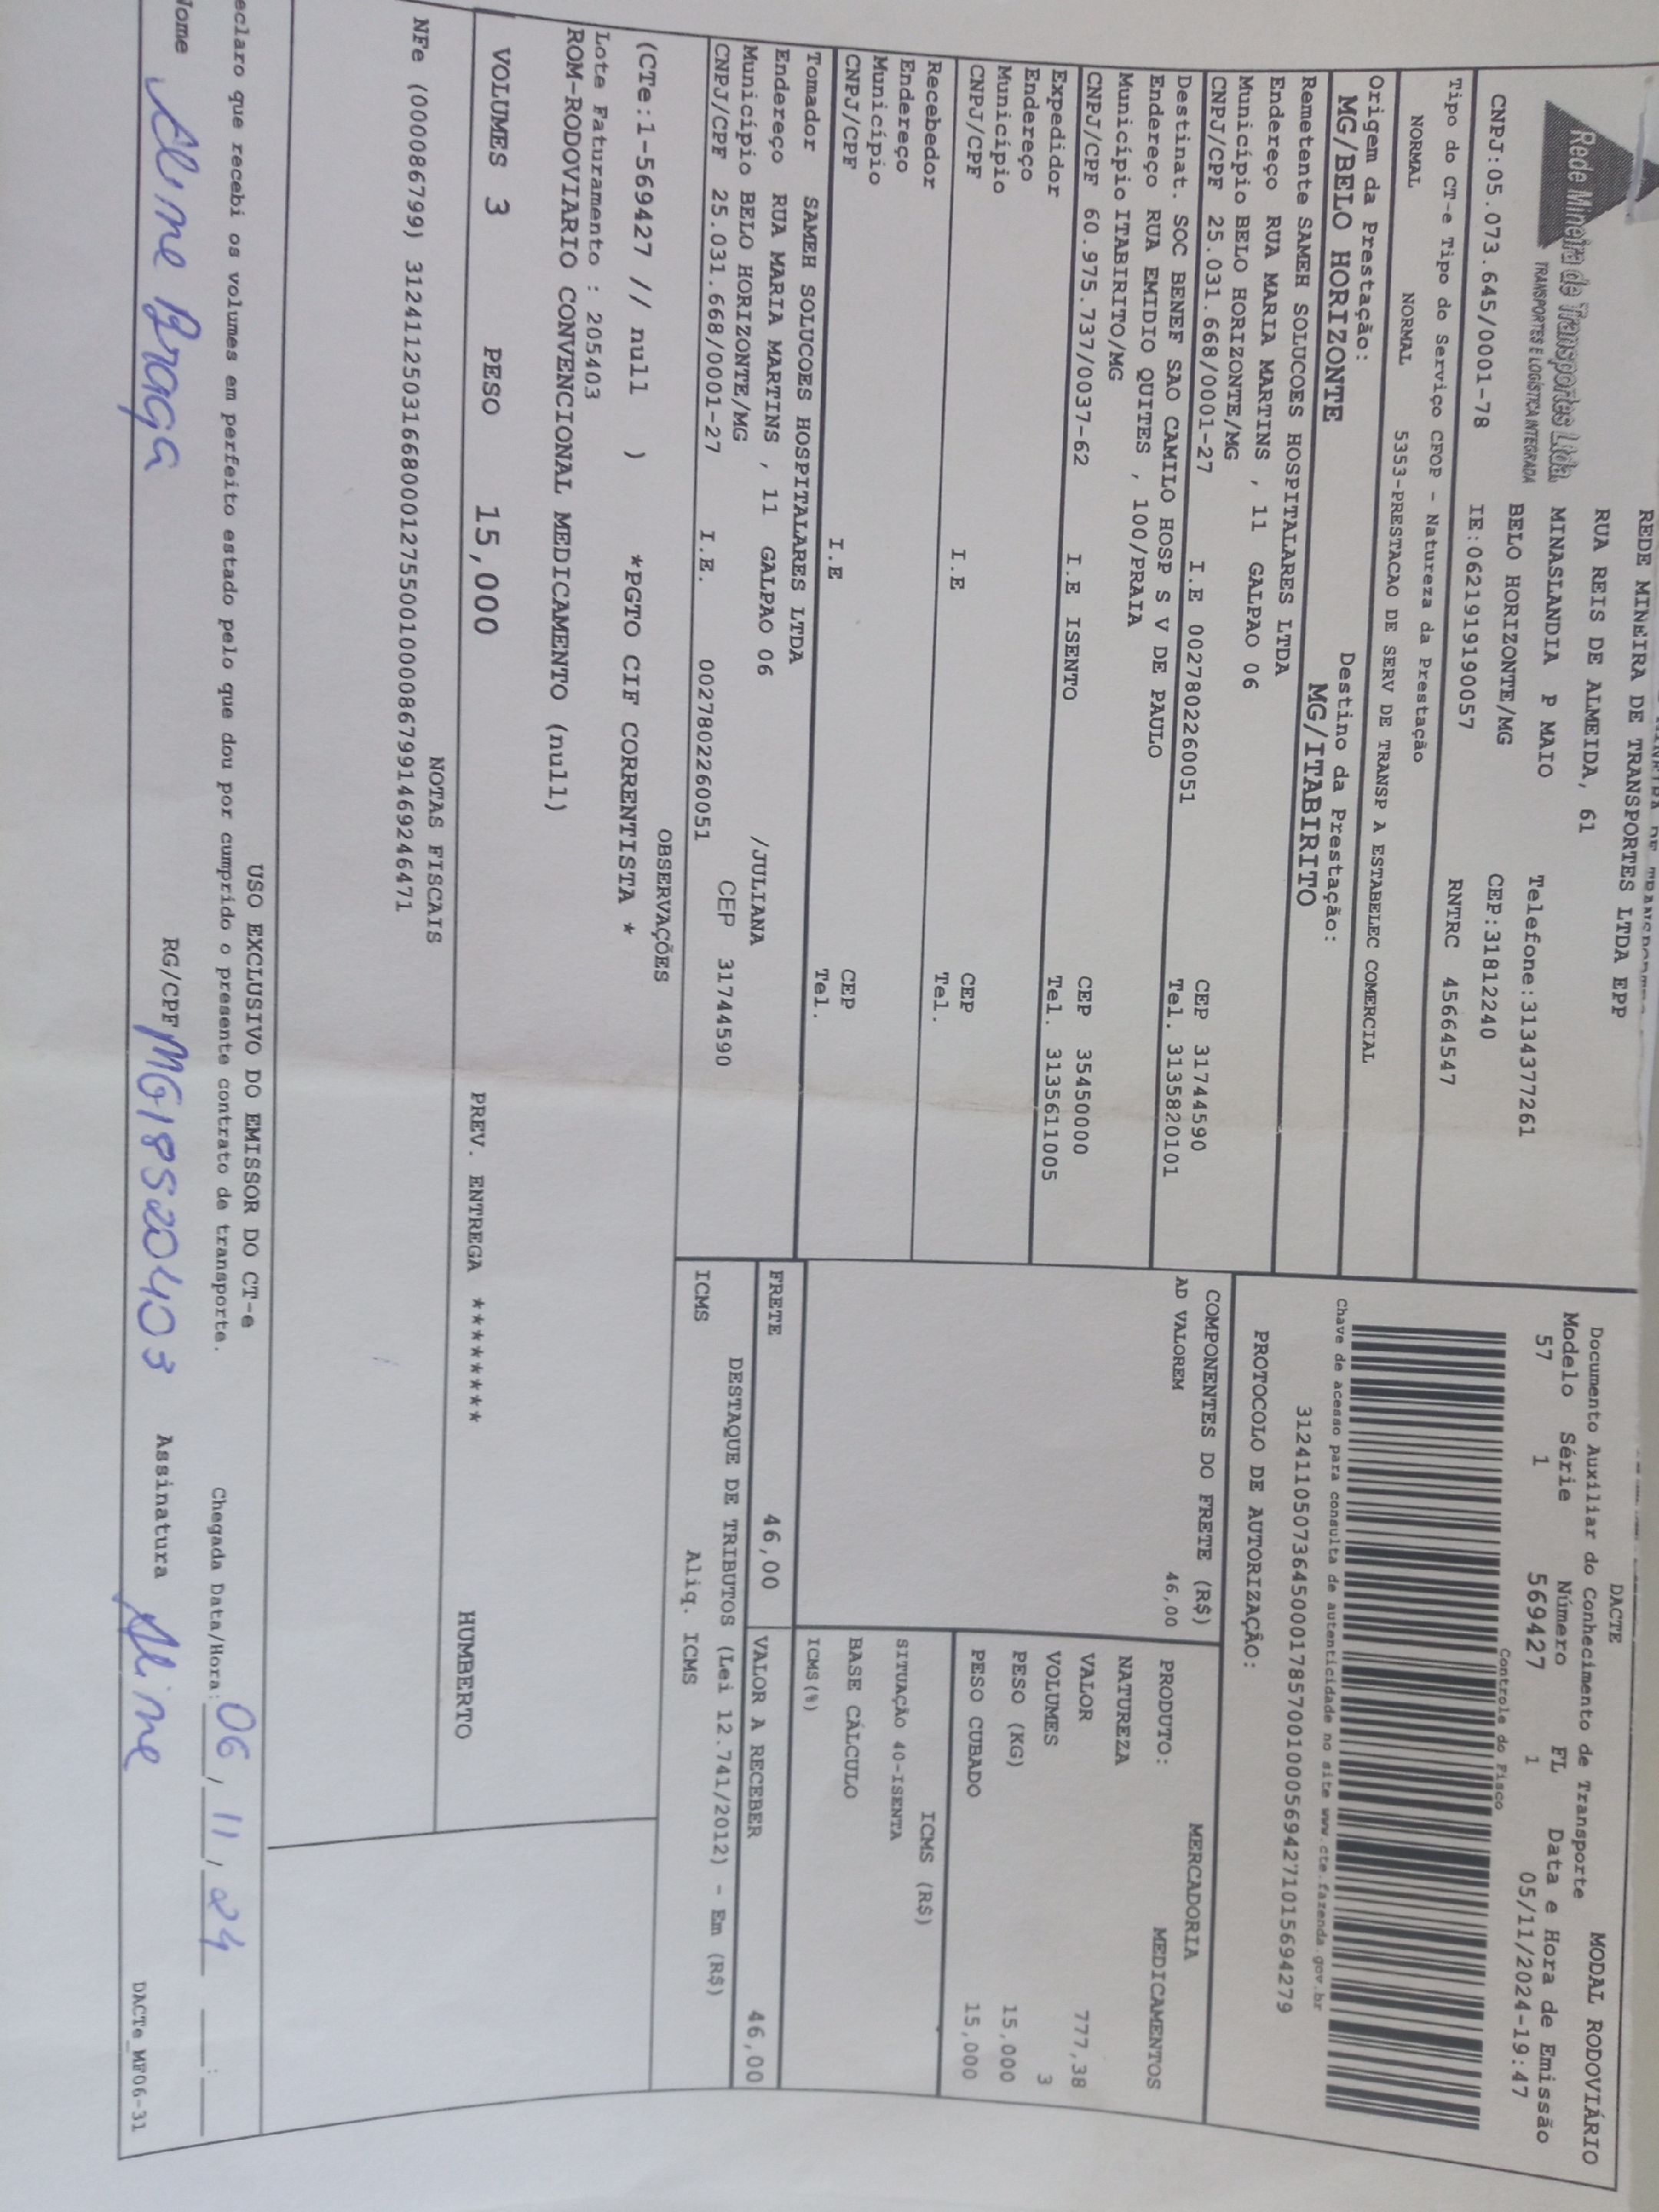 REDE MINEIRA DE TRANSPORTES LTDA EPP
RUA REIS DE ALMEIDA, 61
MINASLANDIA P MAIO
BELO HORIZONTE/MG
Telefone:3134377261
CEP:31812240
Rede Mineira de Transportes Ltda.
TRANSPORTES E LOGÍSTICA INTEGRADA
CNPJ:05.073.645/0001-78 IE:0621919190057 RNTRC 45664547
Tipo do CT-e Tipo do Serviço CFOP - Natureza da Prestação
NORMAL NORMAL 5353-PRESTACAO DE SERV DE TRANSP A ESTABELEC COMERCIAL
Origem da Prestação: Destino da Prestação:
MG/BELO HORIZONTE MG/ITABIRITO
Remetente SAMEH SOLUCOES HOSPITALARES LTDA
Endereço RUA MARIA MARTINS , 11 GALPAO 06
Município BELO HORIZONTE/MG CEP 31744590
CNPJ/CPF 25.031.668/0001-27 I.E 0027802260051 Tel. 3135820101
Destinat. SOC BENEF SAO CAMILO HOSP S V DE PAULO
Endereço RUA EMIDIO QUITES , 100/PRAIA
Município ITABIRITO/MG CEP 35450000
CNPJ/CPF 60.975.737/0037-62 I.E ISENTO Tel. 3135611005
Expedidor
Endereço
Município CEP
CNPJ/CPF I.E Tel.
Recebedor
Endereço
Município CEP
CNPJ/CPF I.E Tel.
Tomador SAMEH SOLUCOES HOSPITALARES LTDA
Endereço RUA MARIA MARTINS , 11 GALPAO 06 /JULIANA
Município BELO HORIZONTE/MG CEP 31744590
CNPJ/CPF 25.031.668/0001-27 I.E. 0027802260051
DACTE MODAL RODOVIÁRIO
Documento Auxiliar do Conhecimento de Transporte
Modelo Série Número FL Data e Hora de Emissão
57 1 569427 1 05/11/2024-19:47
Controle do Fisco
Chave de acesso para consulta de autenticidade no site www.cte.fazenda.gov.br
31241105073645000178570010005694271015694279
PROTOCOLO DE AUTORIZAÇÃO:
COMPONENTES DO FRETE (R$)
AD VALOREM 46,00
MERCADORIA
PRODUTO: MEDICAMENTOS
NATUREZA
VALOR 777,38
VOLUMES 3
PESO (KG) 15,000
PESO CUBADO 15,000
ICMS (R$)
SITUAÇÃO 40-ISENTA
BASE CÁLCULO
ICMS(%)
FRETE 46,00 VALOR A RECEBER 46,00
DESTAQUE DE TRIBUTOS (Lei 12.741/2012) - Em (R$)
ICMS Aliq. ICMS
OBSERVAÇÕES
(CTe:1-569427 // null ) *PGTO CIF CORRENTISTA *
Lote Faturamento : 205403
ROM-RODOVIARIO CONVENCIONAL MEDICAMENTO (null)
VOLUMES 3 PESO 15,000 PREV. ENTREGA ******** HUMBERTO
NOTAS FISCAIS
NFe (000086799) 31241125031668000127550010000867991469246471
USO EXCLUSIVO DO EMISSOR DO CT-e
eclaro que recebi os volumes em perfeito estado pelo que dou por cumprido o presente contrato de transporte. Chegada Data/Hora: 06/11/24 __:__
Nome Aline Braga RG/CPF MG18520403 Assinatura Aline
DACTe_MF06-31